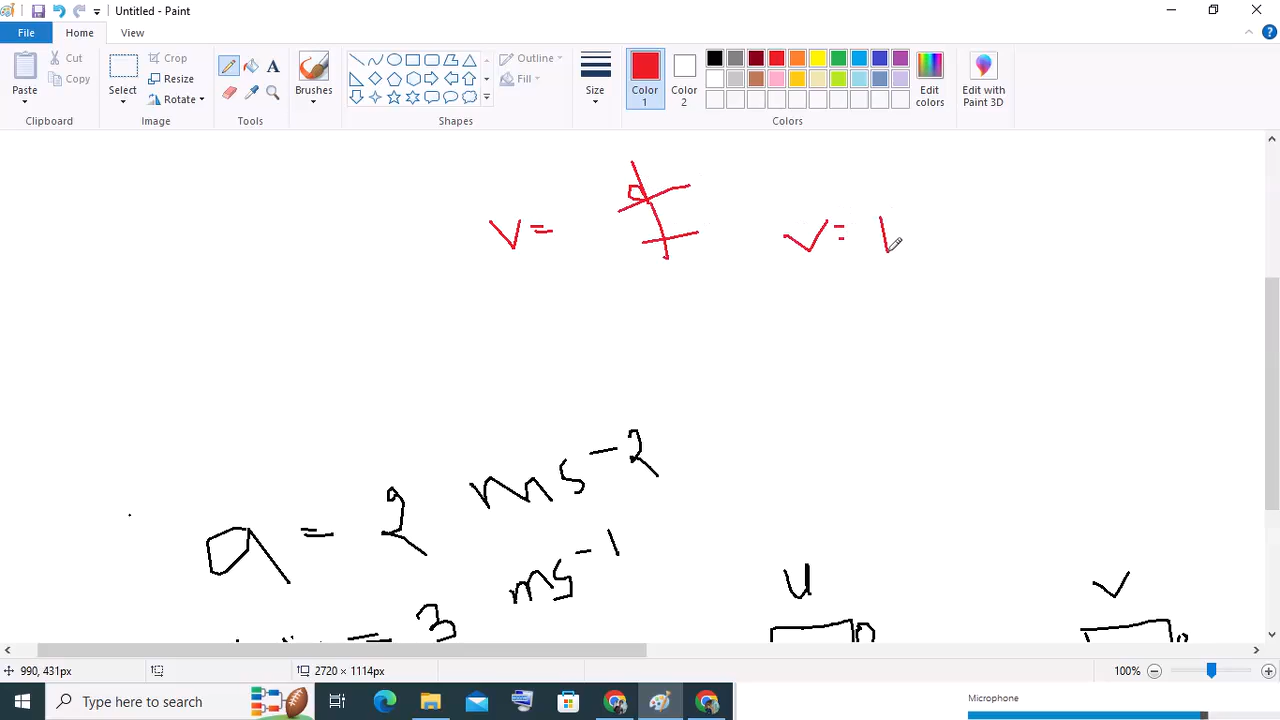 Untitled - Paint
File Home View
Paste Cut Copy
Clipboard
Select Crop Resize Rotate
Image
A
Tools
Brushes
Outline Fill
Shapes
Size
Color 1 Color 2
Edit colors
Colors
Edit with Paint 3D
v= v=
a = 2 ms-2
= 3 ms-1
u v
990, 431px
2720 × 1114px
100%
Type here to search
Microphone